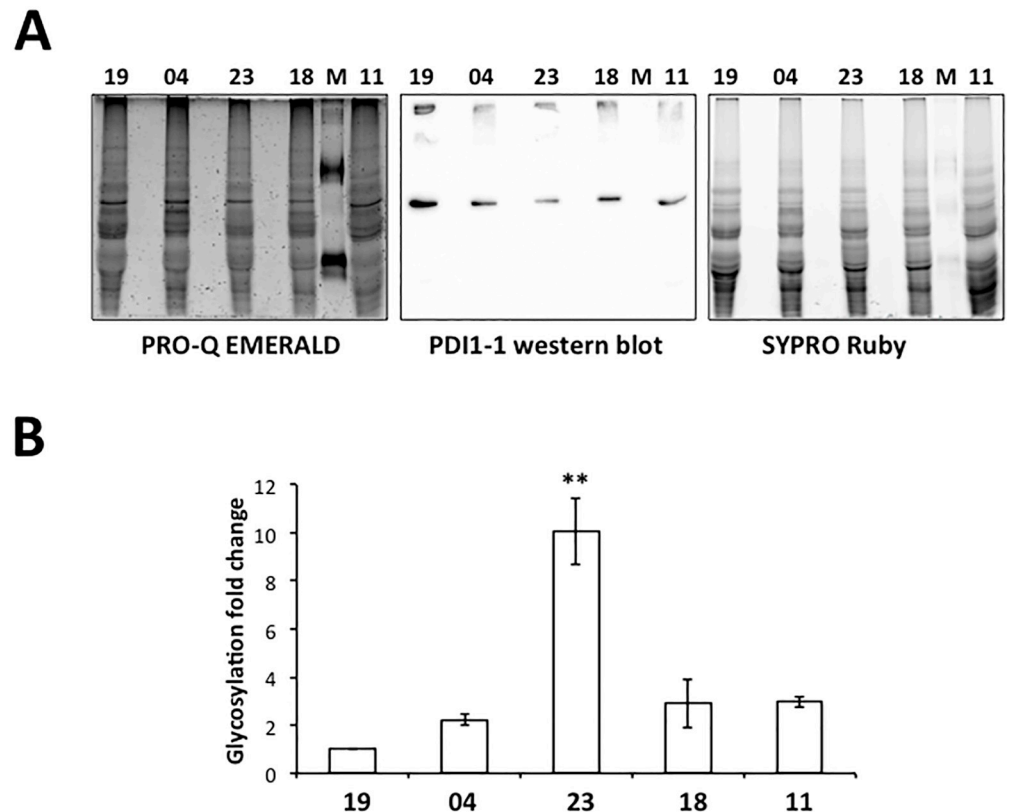 A
19 04 23 18 M 11 19 04 23 18 M 11 19 04 23 18 M 11
PRO-Q EMERALD PDI1-1 western blot SYPRO Ruby
B
Glycosylation fold change
12
10
8
6
4
2
0
**
19 04 23 18 11